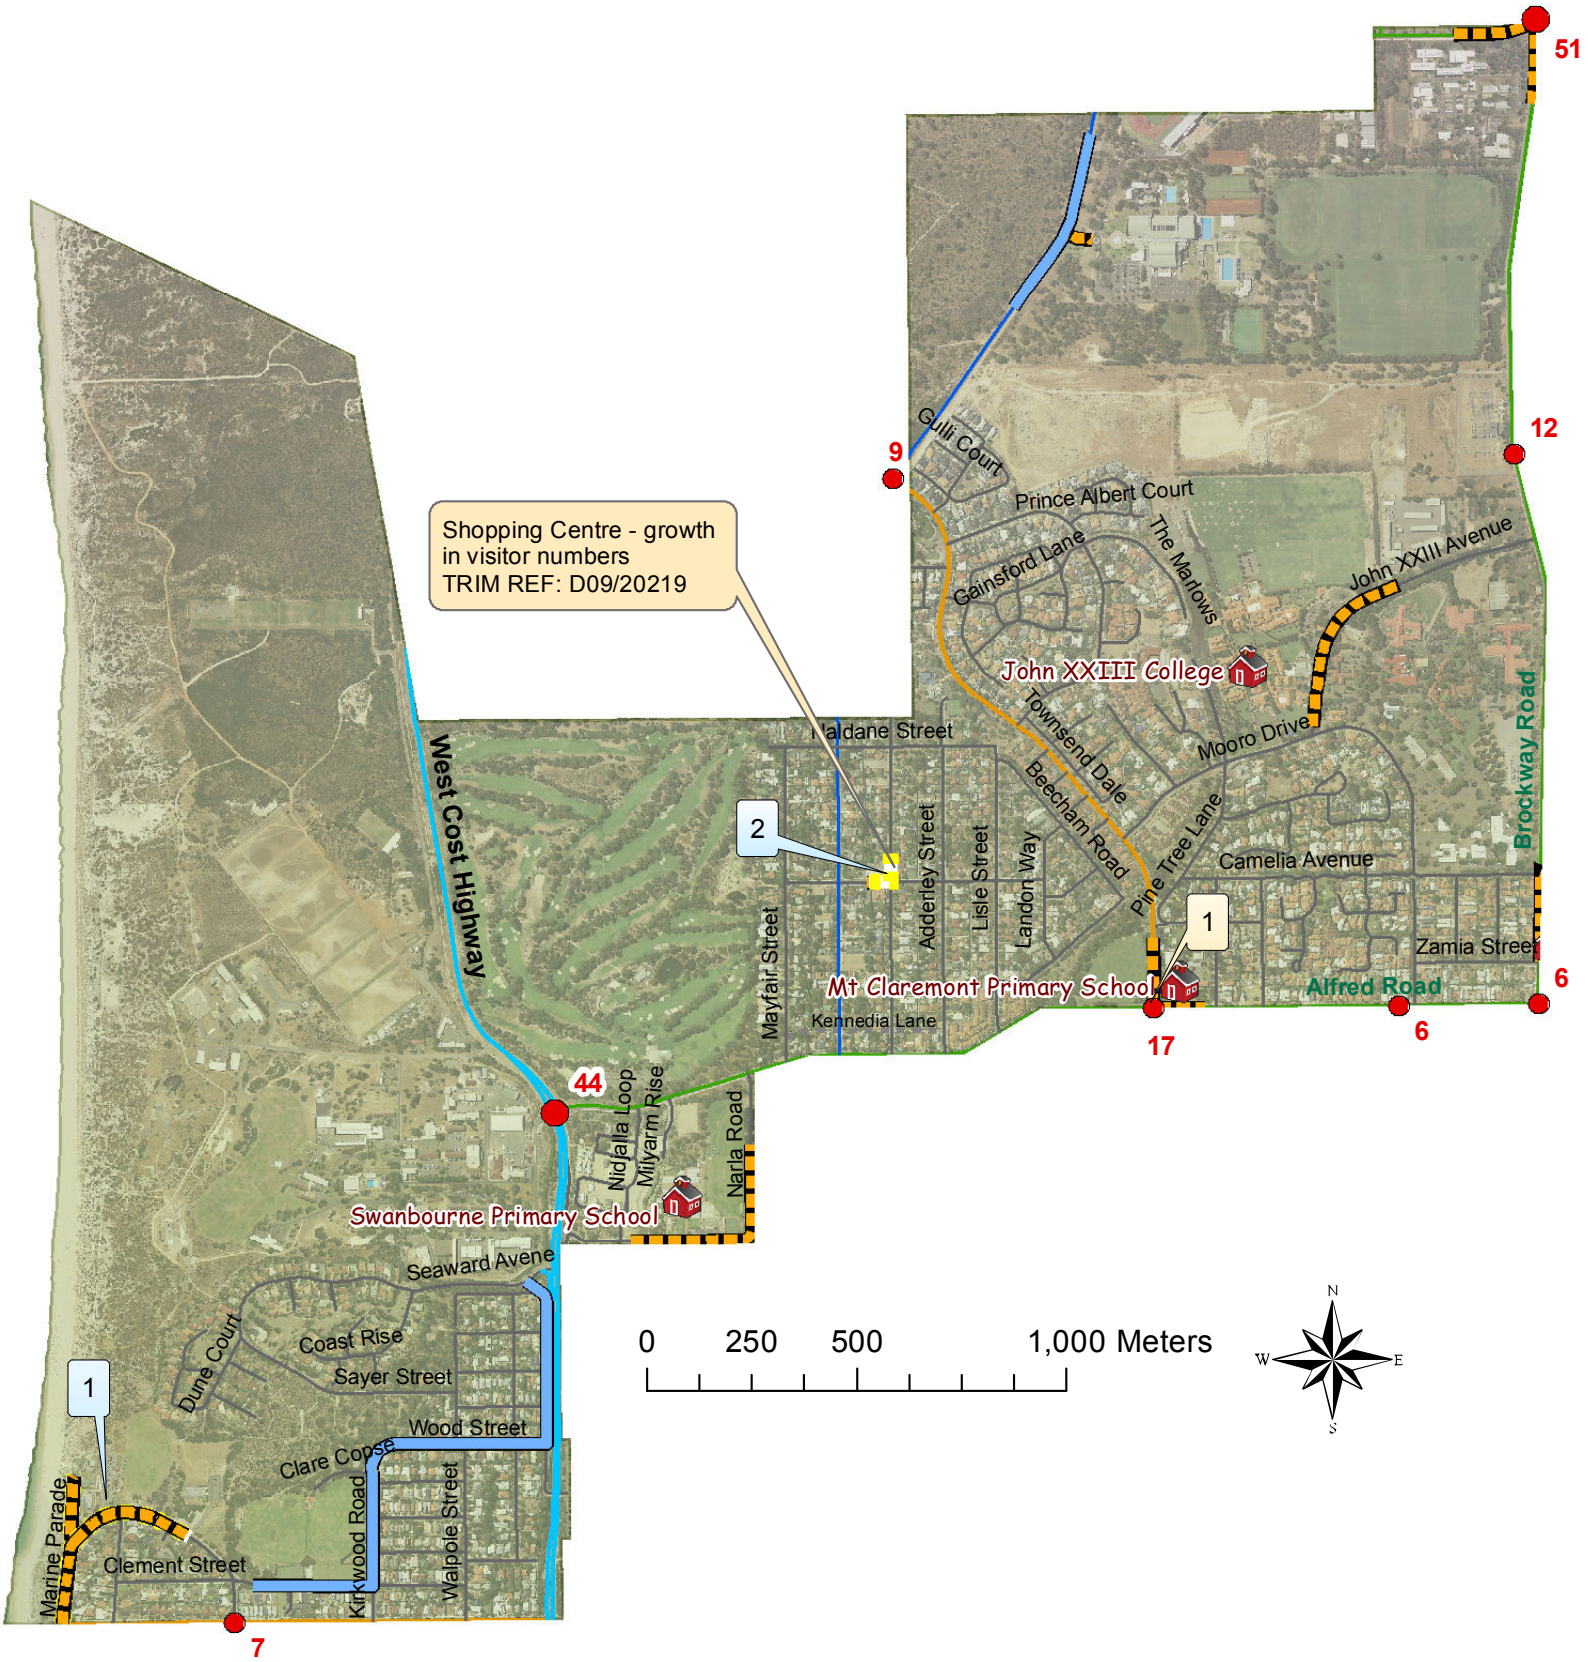 51
12
9
Gulli Court
Prince Albert Court
The Marlows
John XXIII Avenue
Gainsford Lane
Shopping Centre - growth
in visitor numbers
TRIM REF: D09/20219
John XXIII College
Townsend Dale
Mooro Drive
Brockway Road
Haldane Street
West Cost Highway
Beecham Road
Pine Tree Lane
2
Adderley Street
Lisle Street
Landon Way
Camelia Avenue
Mayfair Street
1
Zamia Street
Mt Claremont Primary School
Alfred Road
6
Kennedia Lane
17
6
44
Nidjalla Loop
Milyarm Rise
Narla Road
Swanbourne Primary School
Seaward Avene
Dune Court
Coast Rise
Sayer Street
0 250 500 1,000 Meters
N
W
E
S
1
Wood Street
Clare Copse
Marine Parade
Kirkwood Road
Walpole Street
Clement Street
7